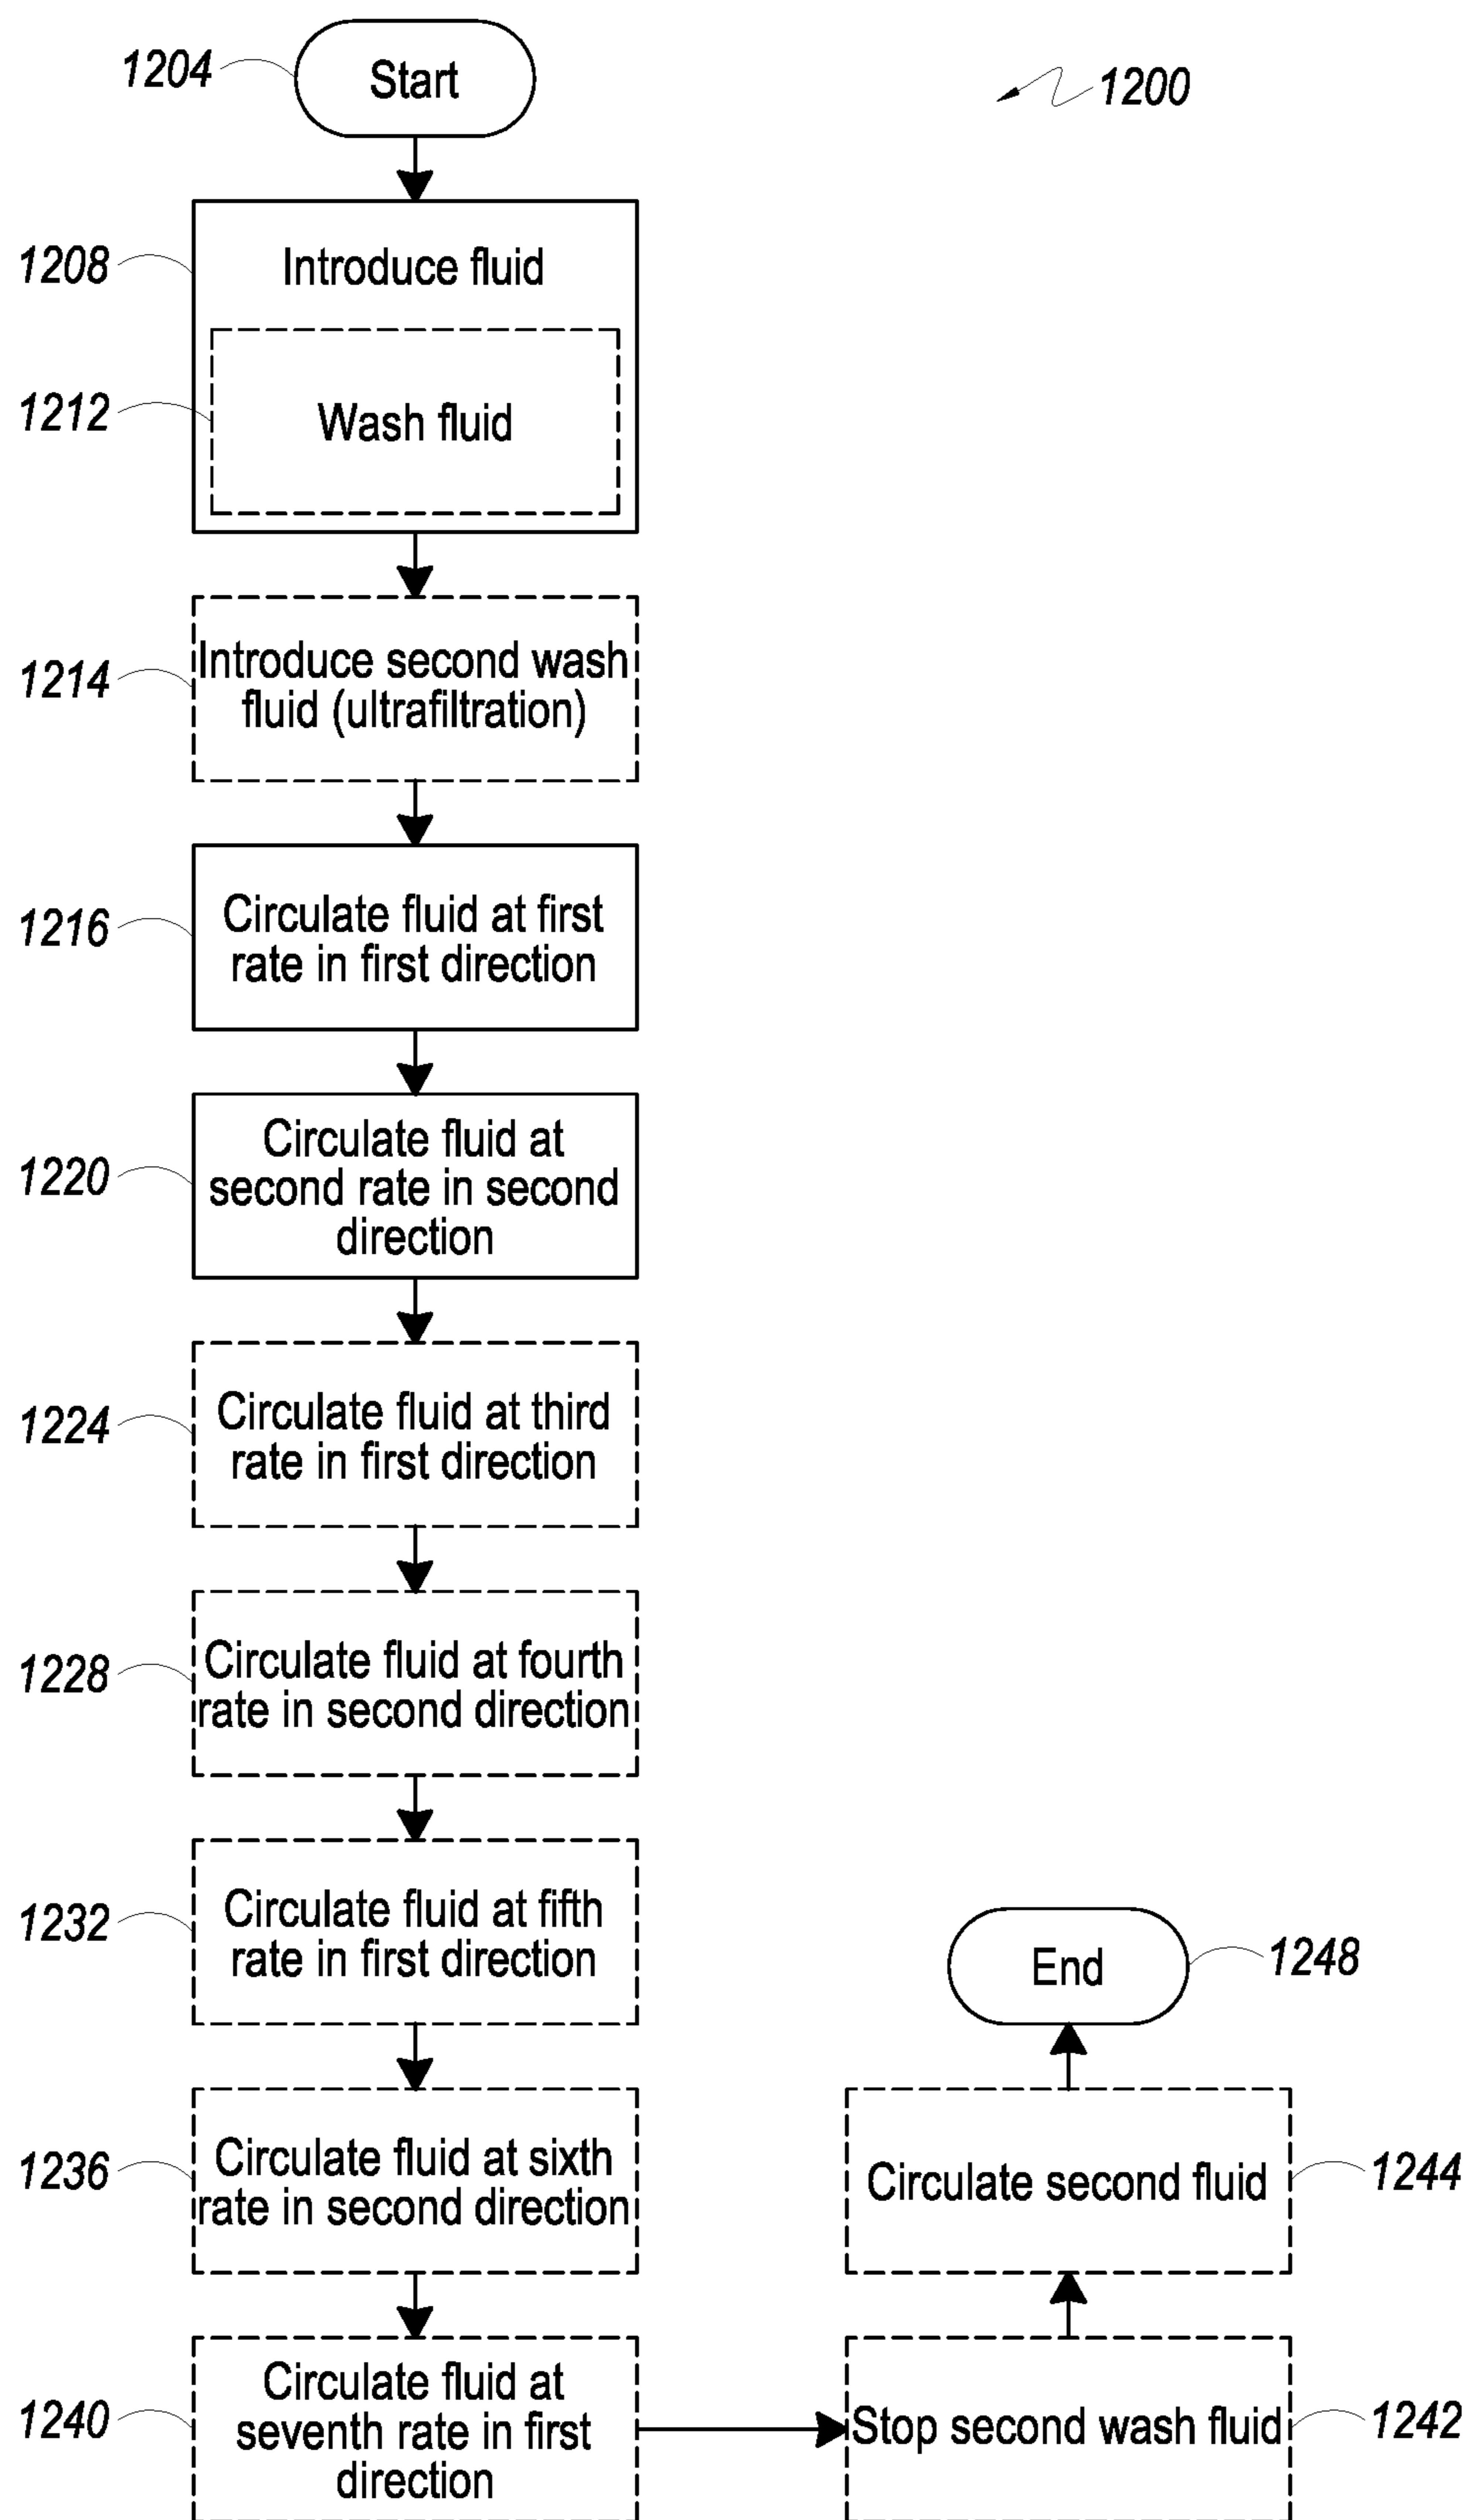 1204
Start
1200
1208
Introduce fluid
1212
Wash fluid
1214
Introduce second wash
fluid (ultrafiltration)
1216
Circulate fluid at first
rate in first direction
1220
Circulate fluid at
second rate in second
direction
1224
Circulate fluid at third
rate in first direction
1228
Circulate fluid at fourth
rate in second direction
1232
Circulate fluid at fifth
rate in first direction
1236
Circulate fluid at sixth
rate in second direction
1240
Circulate fluid at
seventh rate in first
direction
Stop second wash fluid
1242
Circulate second fluid
1244
End
1248